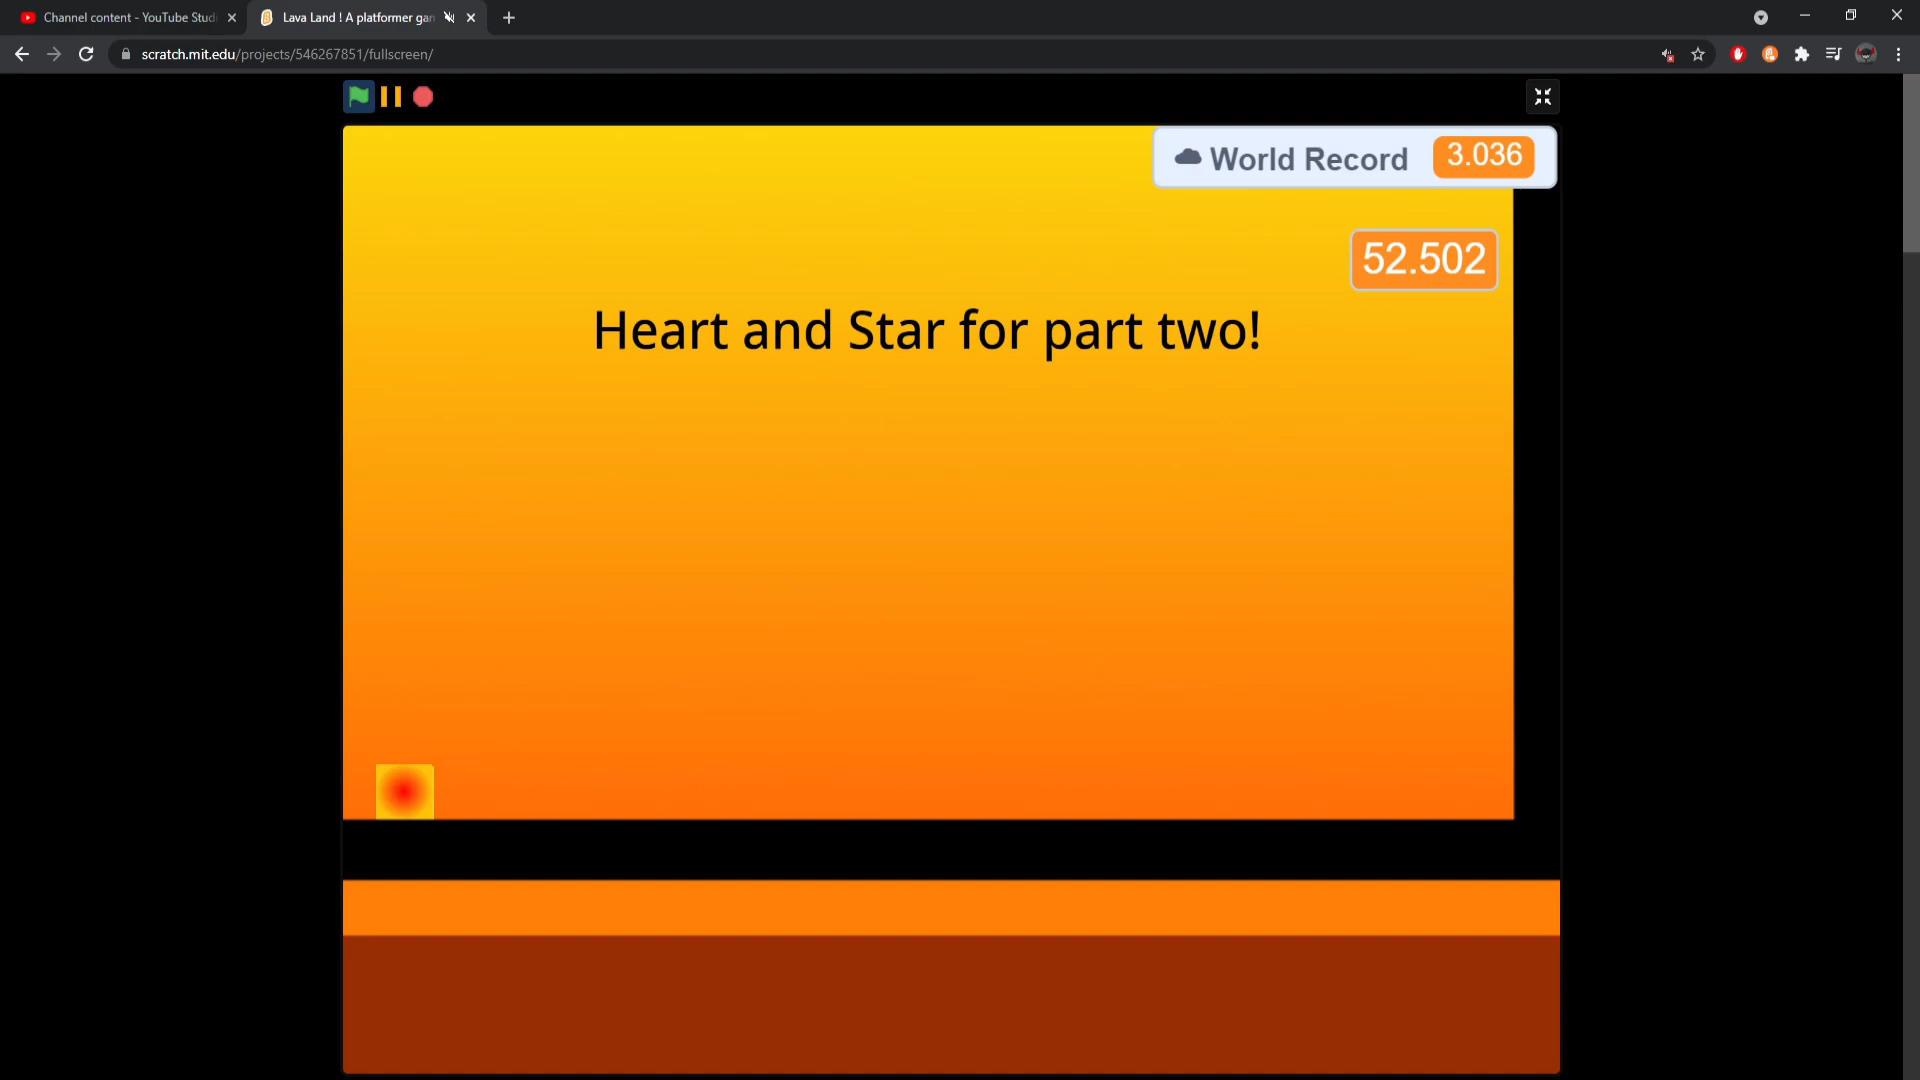 Channel content - YouTube Studi
Lava Land ! A platformer gam
scratch.mit.edu/projects/546267851/fullscreen/
World Record 3.036
52.502
Heart and Star for part two!